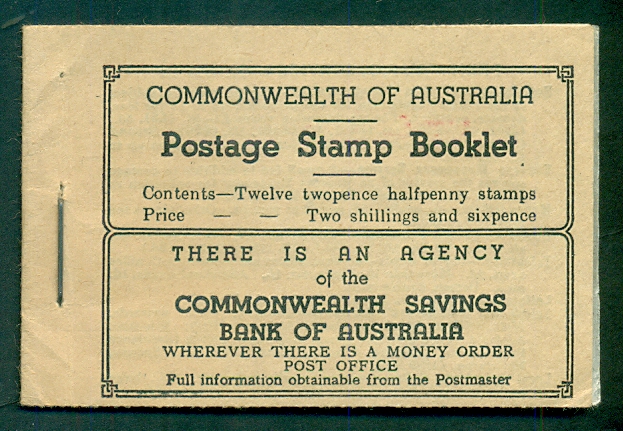 COMMONWEALTH OF AUSTRALIA
Postage Stamp Booklet
Contents—Twelve twopence halfpenny stamps
Price — — Two shillings and sixpence
THERE IS AN AGENCY
of the
COMMONWEALTH SAVINGS
BANK OF AUSTRALIA
WHEREVER THERE IS A MONEY ORDER
POST OFFICE
Full information obtainable from the Postmaster